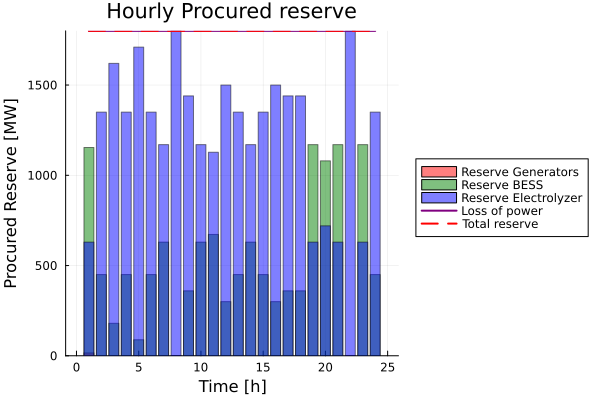 Hourly Procured reserve
Procured Reserve [MW]
1500
1000
500
0
0
5
10
15
20
25
Time [h]
Reserve Generators
Reserve BESS
Reserve Electrolyzer
Loss of power
Total reserve